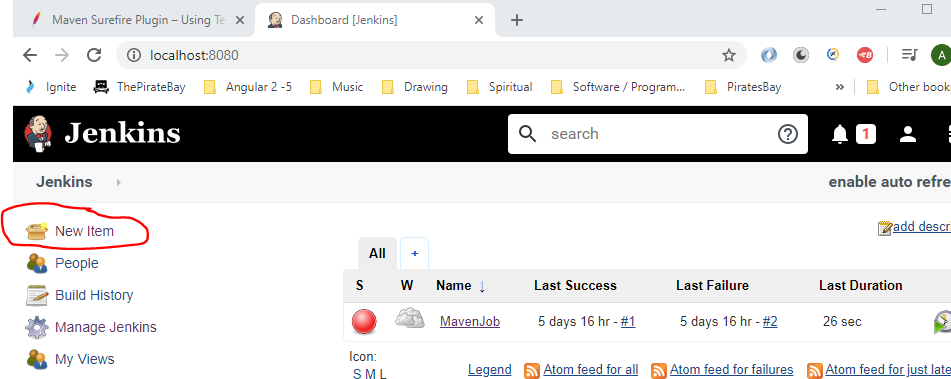 Maven Surefire Plugin – Using Te
Dashboard [Jenkins]
localhost:8080
A
Ignite ThePirateBay Angular 2 -5 Music Drawing Spiritual Software / Program... PiratesBay » Other book
Jenkins search 1
Jenkins enable auto refre
New Item
add descr
People
All +
Build History
S W Name ↓ Last Success Last Failure Last Duration
Manage Jenkins
MavenJob 5 days 16 hr - #1 5 days 16 hr - #2 26 sec
My Views
Icon:
S M L
Legend Atom feed for all Atom feed for failures Atom feed for just late